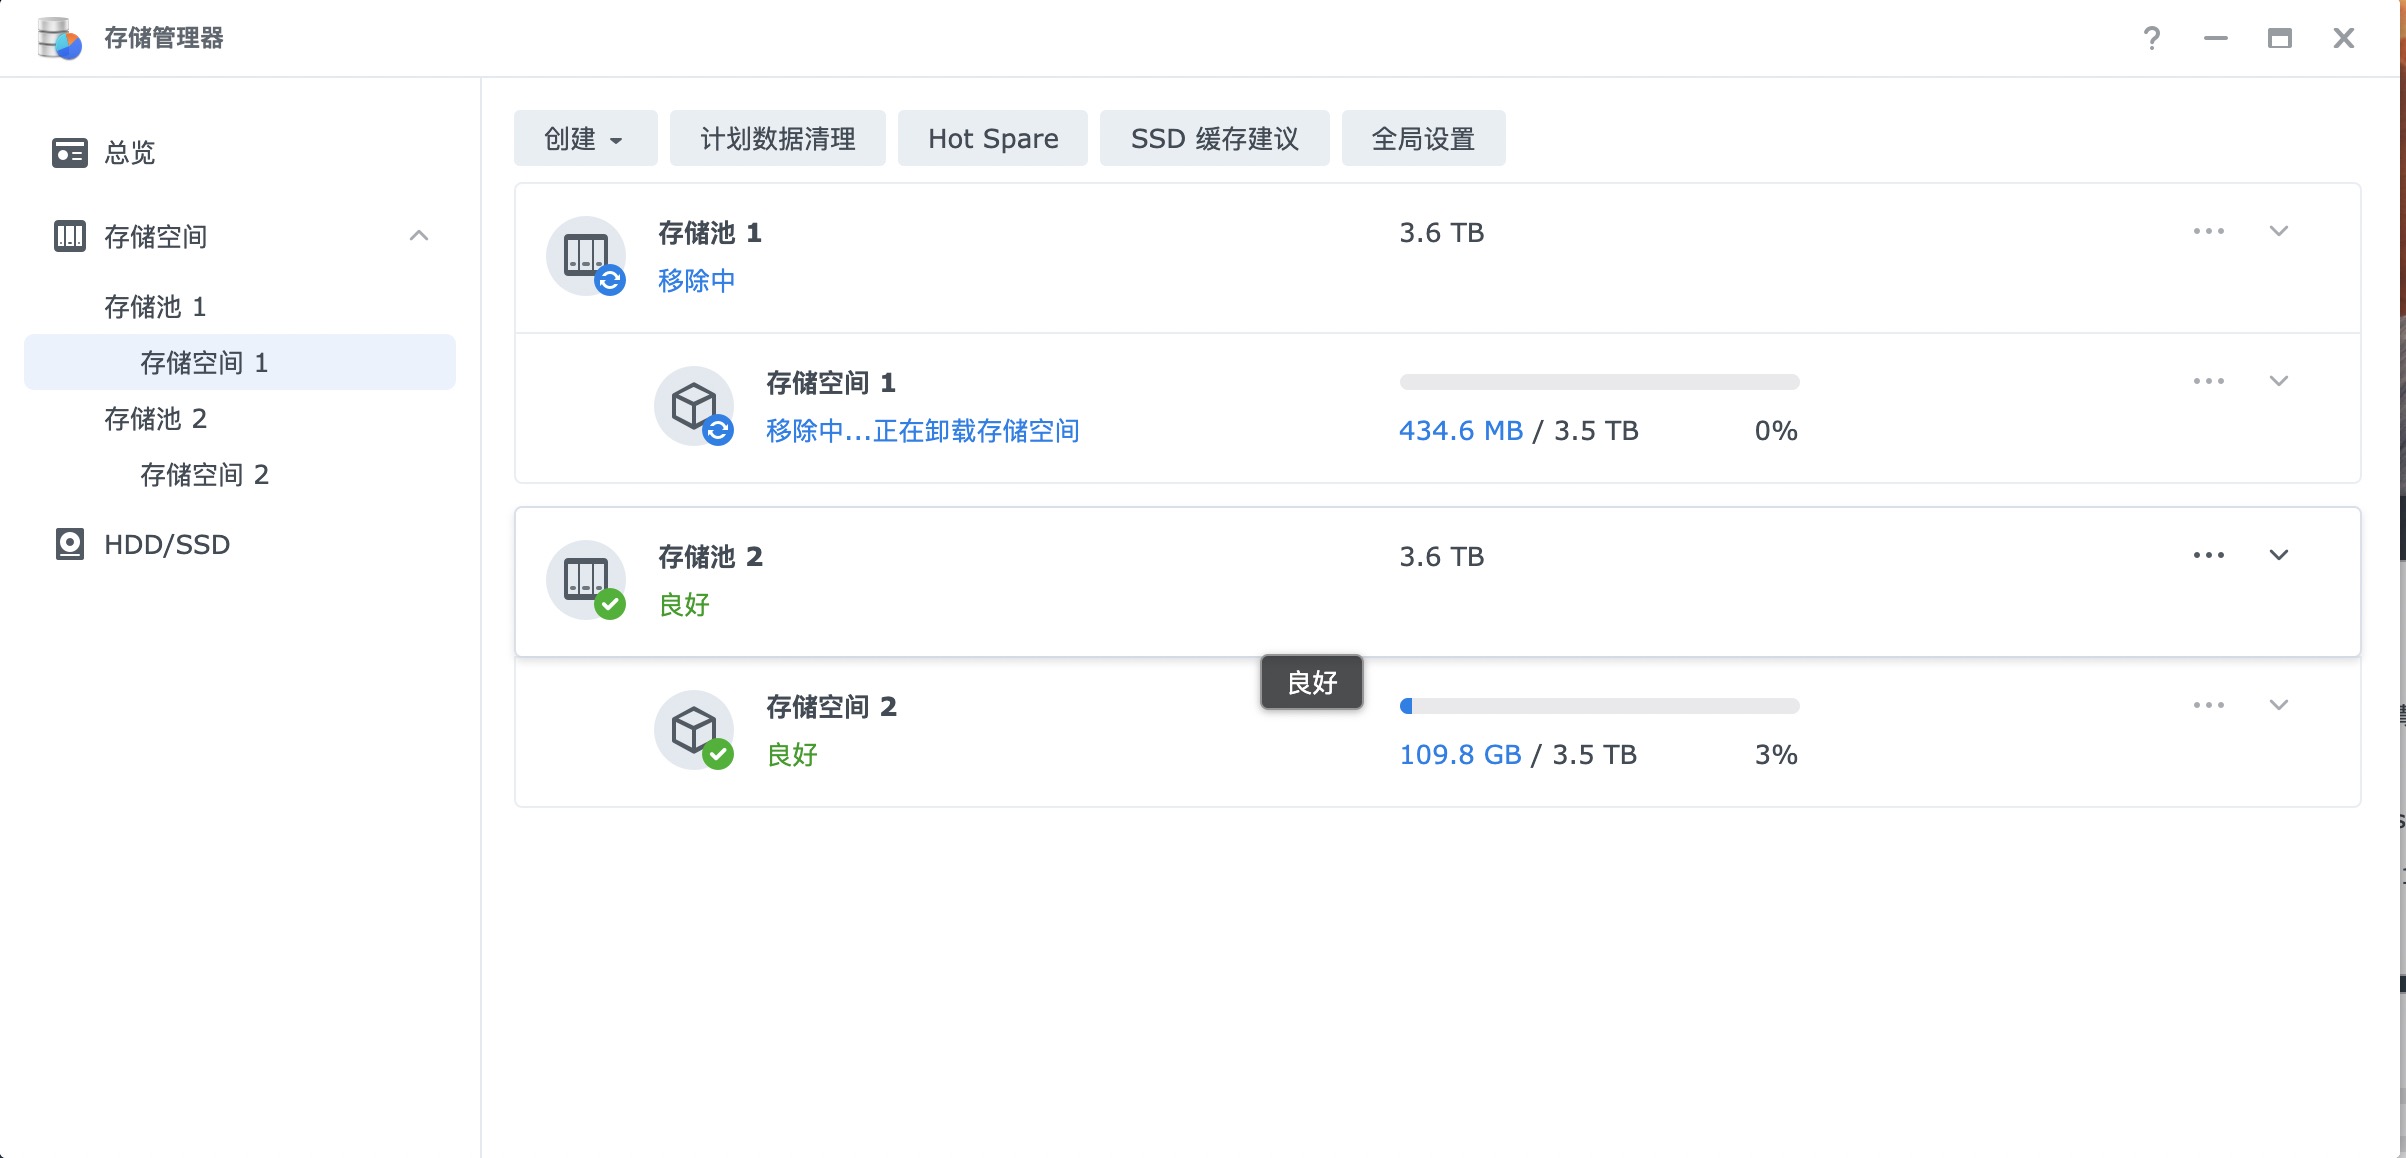 存储管理器
总览
存储空间
存储池 1
存储空间 1
存储池 2
存储空间 2
HDD/SSD
创建
计划数据清理
Hot Spare
SSD 缓存建议
全局设置
存储池 1
3.6 TB
移除中
存储空间 1
移除中...正在卸载存储空间
434.6 MB / 3.5 TB
0%
存储池 2
3.6 TB
良好
良好
存储空间 2
良好
109.8 GB / 3.5 TB
3%